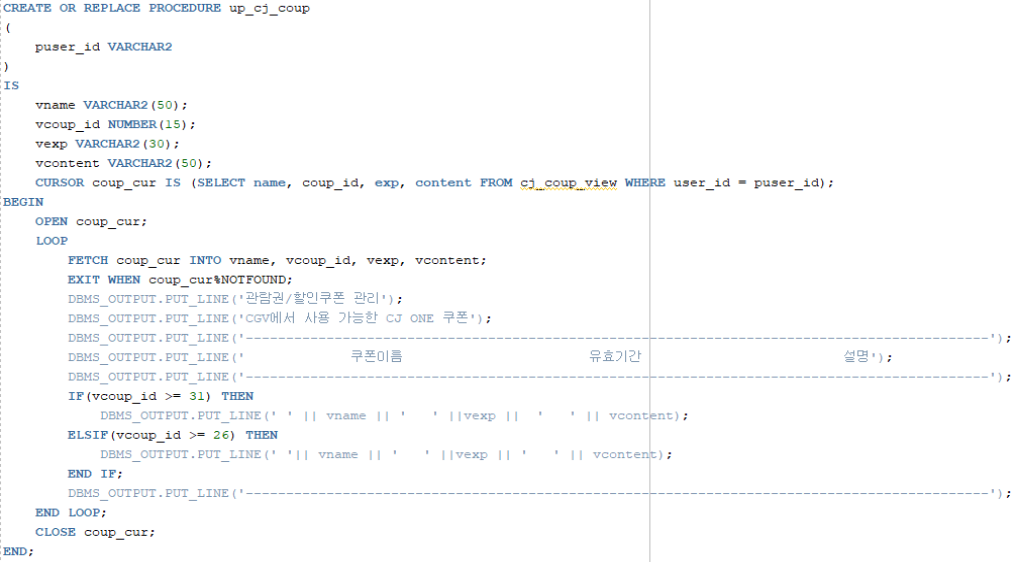 CREATE OR REPLACE PROCEDURE up_cj_coup
(
    puser_id VARCHAR2
)
IS
    vname VARCHAR2(50);
    vcoup_id NUMBER(15);
    vexp VARCHAR2(30);
    vcontent VARCHAR2(50);
    CURSOR coup_cur IS (SELECT name, coup_id, exp, content FROM cj_coup_view WHERE user_id = puser_id);
BEGIN
    OPEN coup_cur;
    LOOP
        FETCH coup_cur INTO vname, vcoup_id, vexp, vcontent;
        EXIT WHEN coup_cur%NOTFOUND;
        DBMS_OUTPUT.PUT_LINE('관람권/할인쿠폰 관리');
        DBMS_OUTPUT.PUT_LINE('CGV에서 사용 가능한 CJ ONE 쿠폰');
        DBMS_OUTPUT.PUT_LINE('--------------------------------------------------------------------------------------------');
        DBMS_OUTPUT.PUT_LINE('             쿠폰이름                       유효기간                         설명');
        DBMS_OUTPUT.PUT_LINE('--------------------------------------------------------------------------------------------');
        IF(vcoup_id >= 31) THEN
            DBMS_OUTPUT.PUT_LINE(' ' || vname || '   ' ||vexp ||  '   ' || vcontent);
        ELSIF(vcoup_id >= 26) THEN
            DBMS_OUTPUT.PUT_LINE(' '|| vname || '   ' ||vexp || '    ' || vcontent);
        END IF;
        DBMS_OUTPUT.PUT_LINE('--------------------------------------------------------------------------------------------');
    END LOOP;
    CLOSE coup_cur;
END;